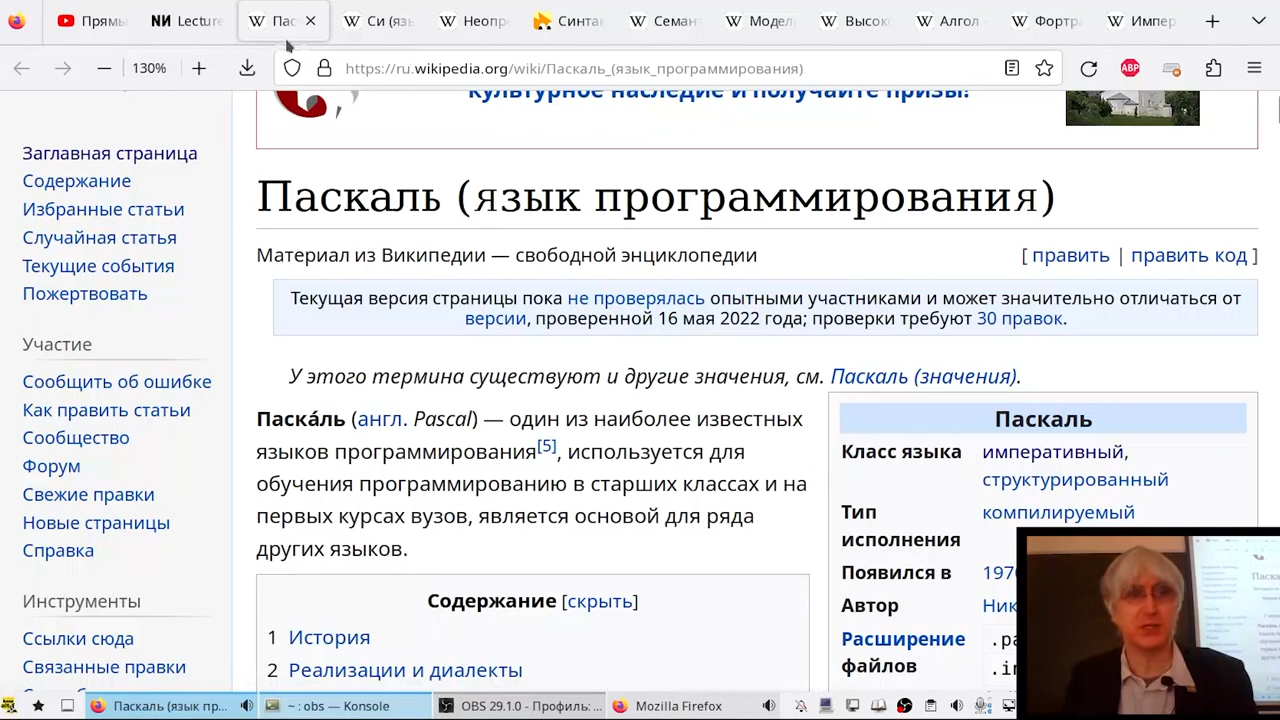 Прямы
Lecture
Пас
Си (язы
Неопр
Синта
Семан
Модел
Высок
Алгол -
Фортра
Импер
130%
https://ru.wikipedia.org/wiki/Паскаль_(язык_программирования)
ABP
культурное наследие и получайте призы!
Заглавная страница
Содержание
Избранные статьи
Случайная статья
Текущие события
Пожертвовать
Участие
Сообщить об ошибке
Как править статьи
Сообщество
Форум
Свежие правки
Новые страницы
Справка
Инструменты
Ссылки сюда
Связанные правки
Паскаль (язык программирования)
Материал из Википедии — свободной энциклопедии
[ править | править код ]
Текущая версия страницы пока не проверялась опытными участниками и может значительно отличаться от
версии, проверенной 16 мая 2022 года; проверки требуют 30 правок.
У этого термина существуют и другие значения, см. Паскаль (значения).
Паска́ль (англ. Pascal) — один из наиболее известных
языков программирования[5], используется для
обучения программированию в старших классах и на
первых курсах вузов, является основой для ряда
других языков.
Содержание [скрыть]
1 История
2 Реализации и диалекты
Паскаль
Класс языка императивный,
структурированный
Тип компилируемый
исполнения
Появился в 1970
Автор Ник
Расширение .pa
файлов .in
Паскаль (язык пр...
~ : obs — Konsole
OBS 29.1.0 - Профиль: ...
Mozilla Firefox